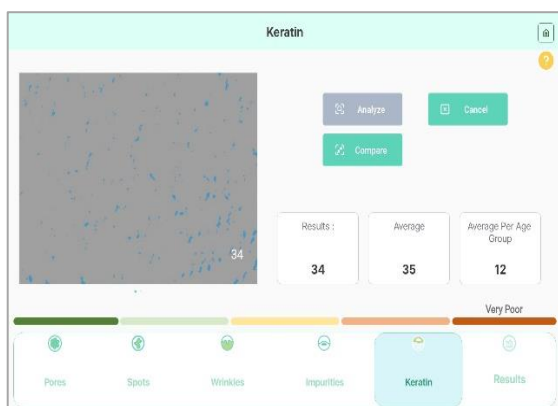 Keratin
?
Analyze
Cancel
Compare
34
Results :
34
Average
35
Average Per Age
Group
12
Very Poor
Pores
Spots
Wrinkles
Impurities
Keratin
Results